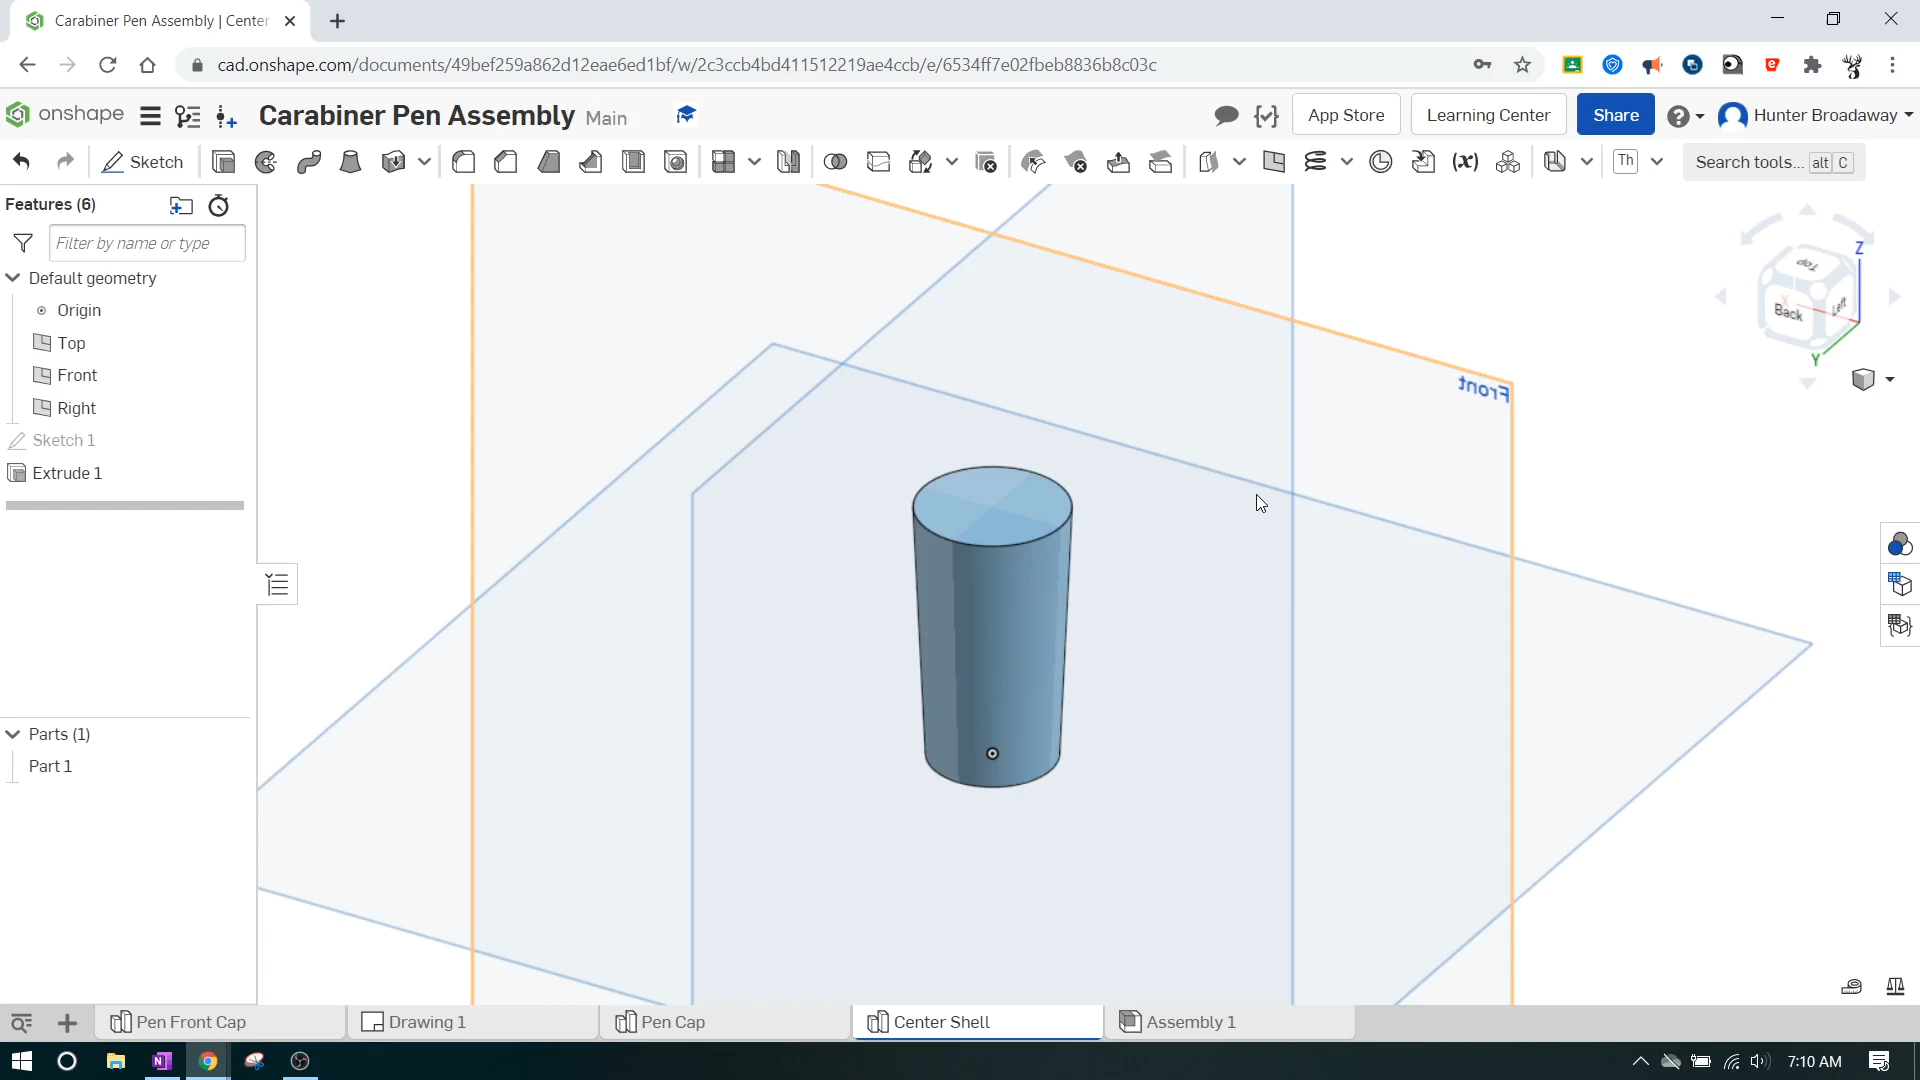 Carabiner Pen Assembly | Center
cad.onshape.com/documents/49bef259a862d12eae6ed1bf/w/2c3ccb4bd411512219ae4ccb/e/6534ff7e02fbeb8836b8c03c
onshape
Carabiner Pen Assembly Main
App Store
Learning Center
Share
Hunter Broadaway
Sketch
(x)
Th
Search tools... alt C
Features (6)
Filter by name or type
Default geometry
Origin
Top
Front
Right
Sketch 1
Extrude 1
Front
Top
Back
Left
X
Y
Z
Parts (1)
Part 1
Pen Front Cap
Drawing 1
Pen Cap
Center Shell
Assembly 1
7:10 AM